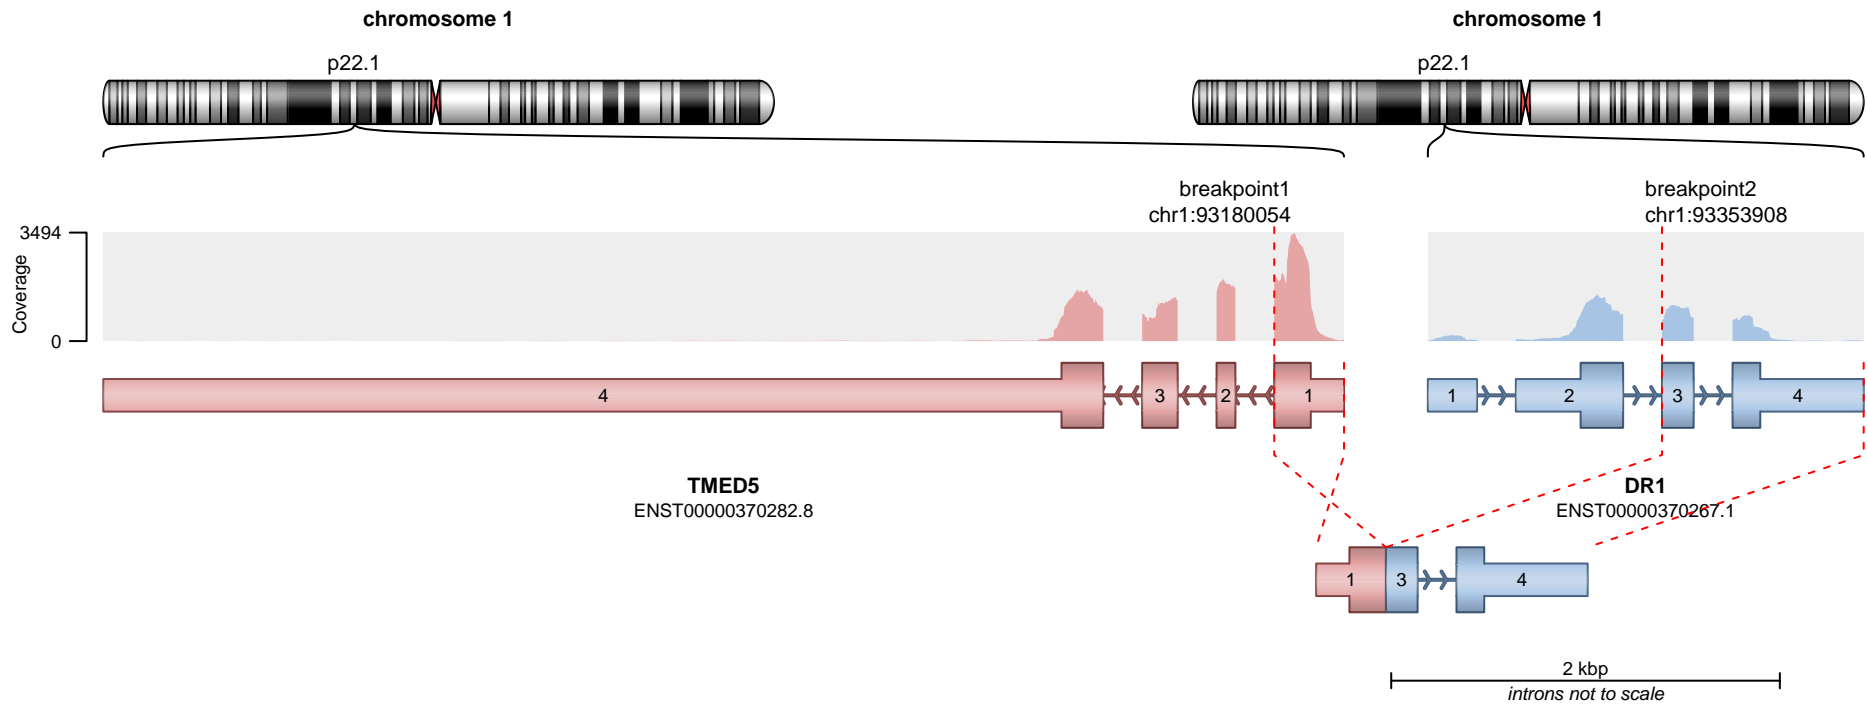 chromosome 1
chromosome 1
p22.1
p22.1
breakpoint1
chr1:93180054
breakpoint2
chr1:93353908
3494
Coverage
0
4
3
2
1
1
2
3
4
TMED5
ENST00000370282.8
DR1
ENST00000370267.1
1
3
4
2 kbp
introns not to scale